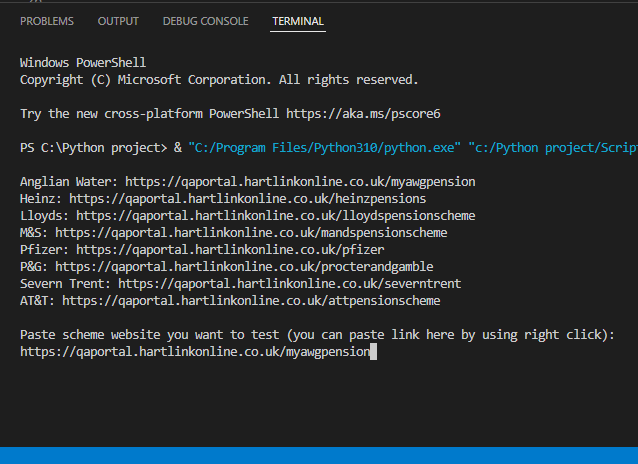 PROBLEMS OUTPUT DEBUG CONSOLE TERMINAL
Windows PowerShell
Copyright (C) Microsoft Corporation. All rights reserved.
Try the new cross-platform PowerShell https://aka.ms/pscore6
PS C:\Python project> & "C:/Program Files/Python310/python.exe" "c:/Python project/Script
Anglian Water: https://qaportal.hartlinkonline.co.uk/myawgpension
Heinz: https://qaportal.hartlinkonline.co.uk/heinzpensions
Lloyds: https://qaportal.hartlinkonline.co.uk/lloydspensionscheme
M&S: https://qaportal.hartlinkonline.co.uk/mandspensionscheme
Pfizer: https://qaportal.hartlinkonline.co.uk/pfizer
P&G: https://qaportal.hartlinkonline.co.uk/procterandgamble
Severn Trent: https://qaportal.hartlinkonline.co.uk/severntrent
AT&T: https://qaportal.hartlinkonline.co.uk/attpensionscheme
Paste scheme website you want to test (you can paste link here by using right click):
https://qaportal.hartlinkonline.co.uk/myawgpension